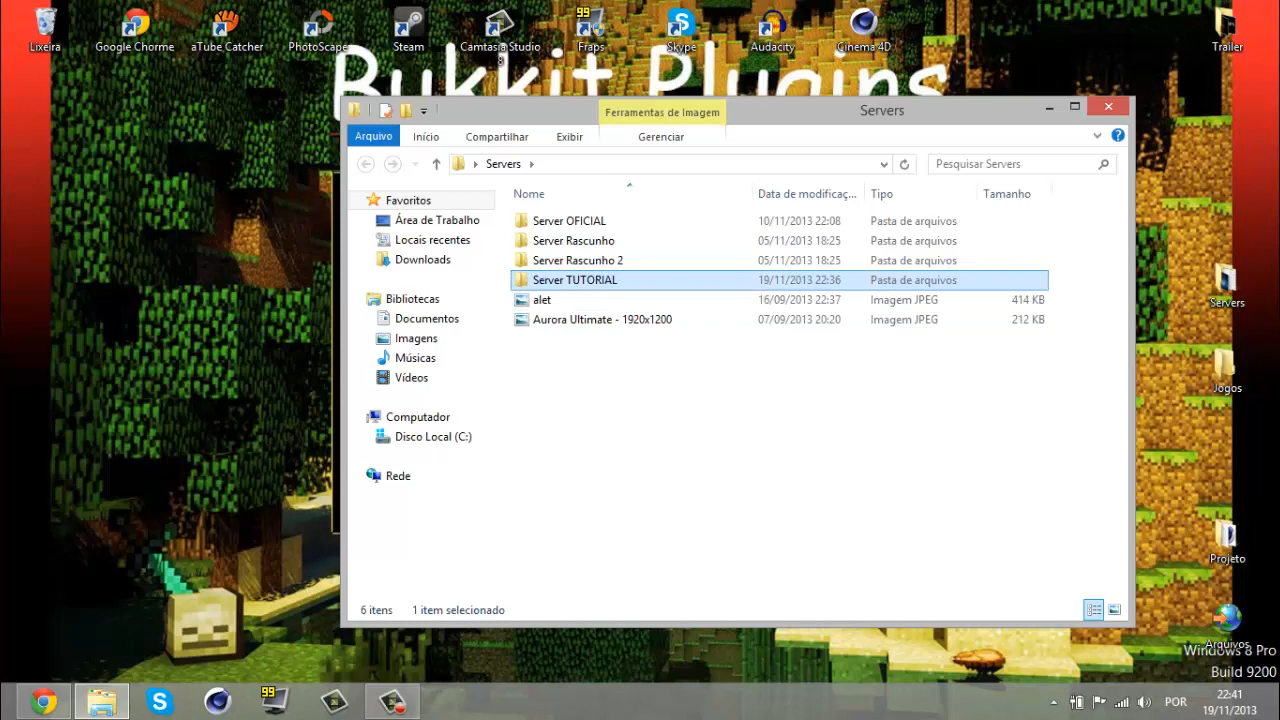 Lixeira
Google Chorme
aTube Catcher
PhotoScape
Steam
Camtasia Studio
8
99
Fraps
Skype
Audacity
Cinema 4D
Trailer
Bukkit Plugins
Ferramentas de Imagem
Servers
Arquivo
Início
Compartilhar
Exibir
Gerenciar
Servers
Pesquisar Servers
Nome
Data de modificaç...
Tipo
Tamanho
Favoritos
Área de Trabalho
Locais recentes
Downloads
Bibliotecas
Documentos
Imagens
Músicas
Vídeos
Computador
Disco Local (C:)
Rede
Server OFICIAL 10/11/2013 22:08 Pasta de arquivos
Server Rascunho 05/11/2013 18:25 Pasta de arquivos
Server Rascunho 2 05/11/2013 18:25 Pasta de arquivos
Server TUTORIAL 19/11/2013 22:36 Pasta de arquivos
alet 16/09/2013 22:37 Imagem JPEG 414 KB
Aurora Ultimate - 1920x1200 07/09/2013 20:20 Imagem JPEG 212 KB
6 itens
1 item selecionado
Servers
Jogos
Projeto
Arquivos
Windows 8 Pro
Build 9200
99
POR
22:41
19/11/2013